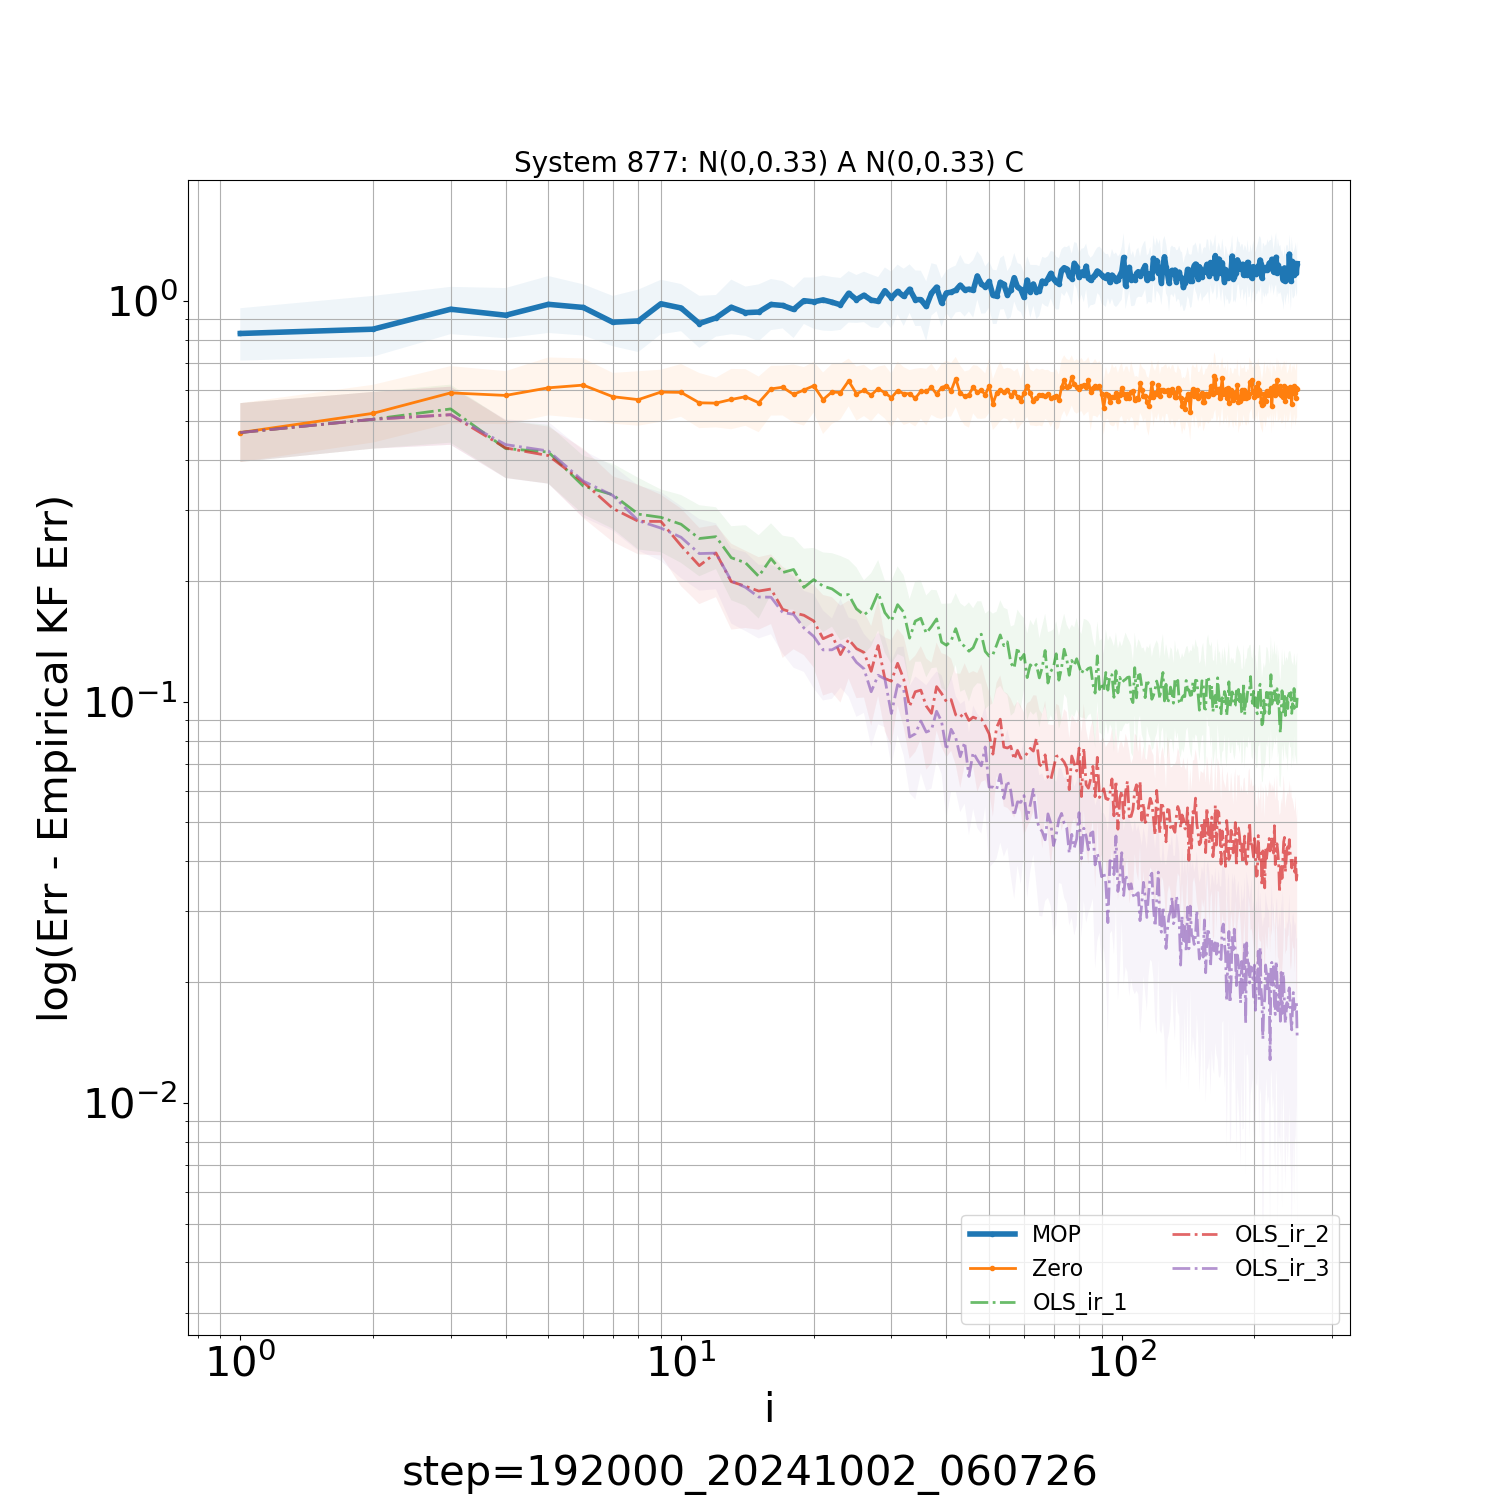 System 877: N(0,0.33) A N(0,0.33) C
log(Err - Empirical KF Err)
10⁰
10⁻¹
10⁻²
MOP
Zero
OLS_ir_1
OLS_ir_2
OLS_ir_3
10⁰ 10¹ 10²
i
step=192000_20241002_060726